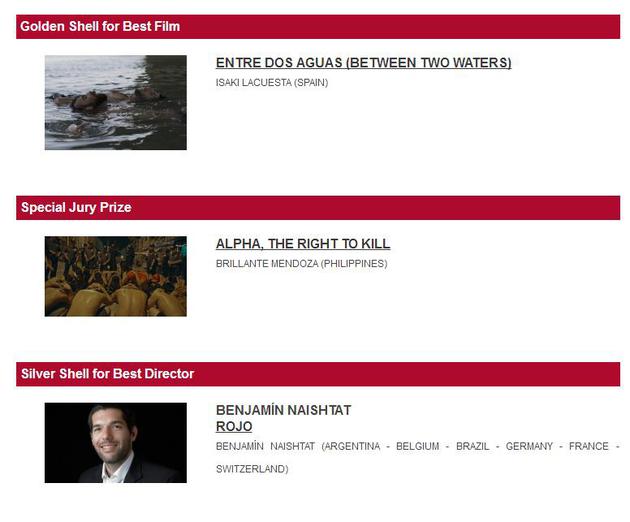 Golden Shell for Best Film
ENTRE DOS AGUAS (BETWEEN TWO WATERS)
ISAKI LACUESTA (SPAIN)
Special Jury Prize
ALPHA, THE RIGHT TO KILL
BRILLANTE MENDOZA (PHILIPPINES)
Silver Shell for Best Director
BENJAMÍN NAISHTAT
ROJO
BENJAMÍN NAISHTAT (ARGENTINA - BELGIUM - BRAZIL - GERMANY - FRANCE -
SWITZERLAND)